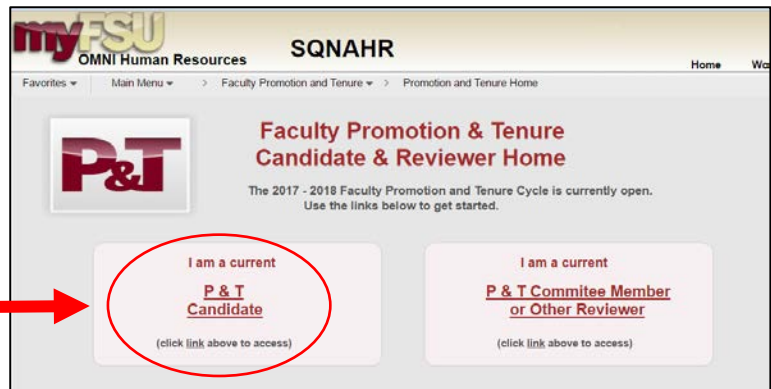 myFSU
OMNI Human Resources
SQNAHR
Home
Favorites
Main Menu > Faculty Promotion and Tenure > Promotion and Tenure Home
P&T
Faculty Promotion & Tenure
Candidate & Reviewer Home
The 2017 - 2018 Faculty Promotion and Tenure Cycle is currently open.
Use the links below to get started.
I am a current
P & T
Candidate
(click link above to access)
I am a current
P & T Commitee Member
or Other Reviewer
(click link above to access)